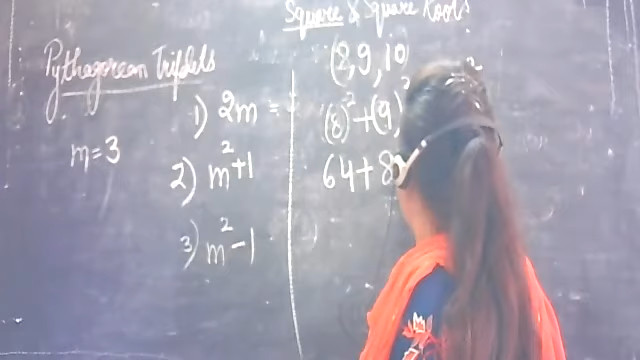 Square & Square Roots
Pythagorean Triplets
m=3
1) 2m =
2) m²+1
3) m²-1
(8,9,10)
(8)²+(9)²
64+8